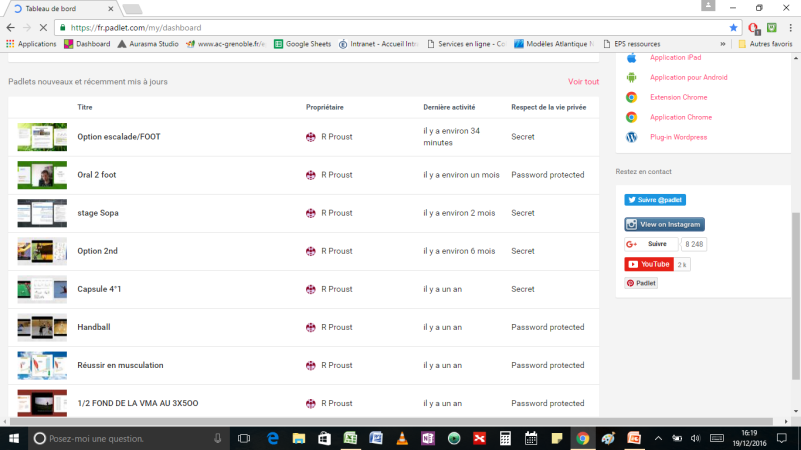 Tableau de bord
https://fr.padlet.com/my/dashboard
Applications Dashboard Aurasma Studio www.ac-grenoble.fr/e Google Sheets Intranet - Accueil Intra Services en ligne - Co Modèles Atlantique N EPS ressources » Autres favoris
Padlets nouveaux et récemment mis à jours Voir tout
Titre Propriétaire Dernière activité Respect de la vie privée
Option escalade/FOOT R Proust il y a environ 34 minutes Secret
Oral 2 foot R Proust il y a environ un mois Password protected
stage Sopa R Proust il y a environ 2 mois Secret
Option 2nd R Proust il y a environ 6 mois Secret
Capsule 4°1 R Proust il y a un an Secret
Handball R Proust il y a un an Password protected
Réussir en musculation R Proust il y a un an Password protected
1/2 FOND DE LA VMA AU 3X5OO R Proust il y a un an Password protected
Application iPad
Application pour Android
Extension Chrome
Application Chrome
Plug-in Wordpress
Restez en contact
Suivre @padlet
View on Instagram
Suivre 8 248
YouTube 2 k
Padlet
Posez-moi une question.
16:19
19/12/2016